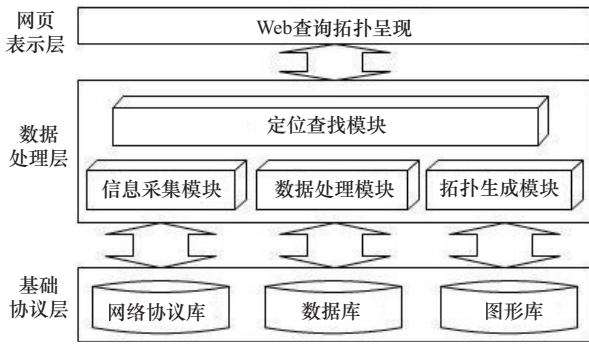 网页
表示层
Web查询拓扑呈现
数据
处理层
定位查找模块
信息采集模块
数据处理模块
拓扑生成模块
基础
协议层
网络协议库
数据库
图形库